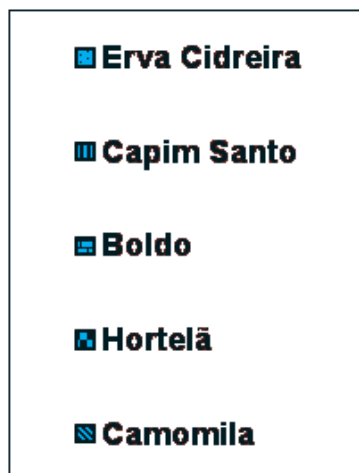 Erva Cidreira
Capim Santo
Boldo
Hortelã
Camomila